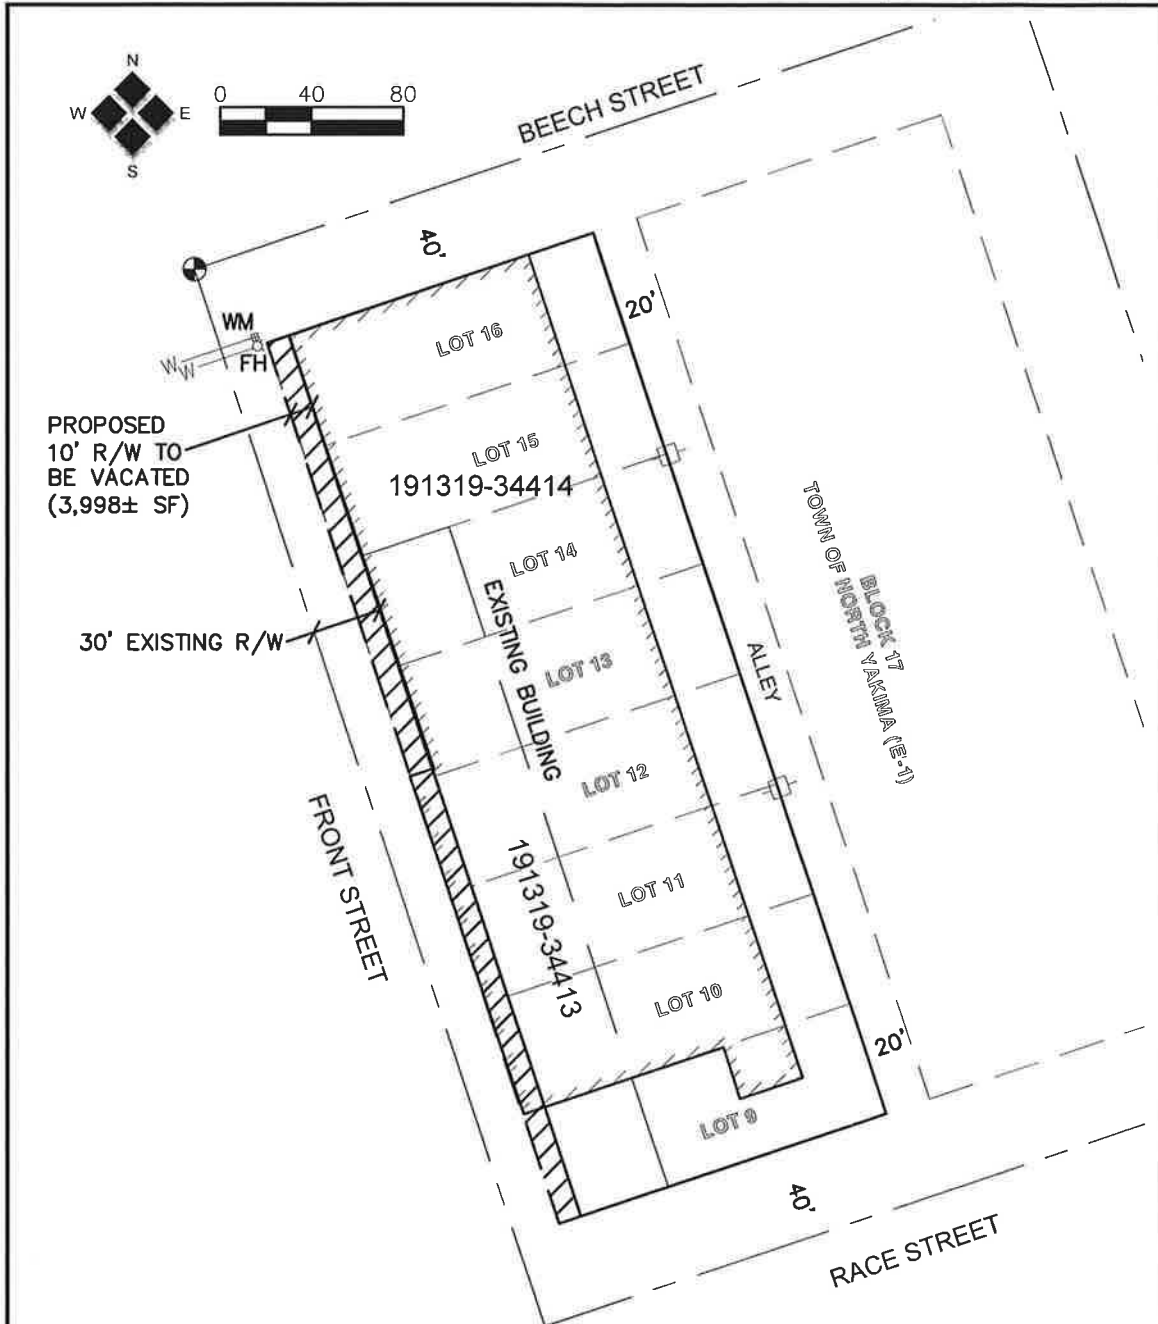 N
W E
S
0 40 80
BEECH STREET
40'
20'
WM
FH
W
W
LOT 16
PROPOSED
10' R/W TO
BE VACATED
(3,998± SF)
LOT 15
191319-34414
LOT 14
EXISTING BUILDING
30' EXISTING R/W
LOT 13
ALLEY
BLOCK 17
TOWN OF NORTH YAKIMA (E-1)
LOT 12
FRONT STREET
191319-34413
LOT 11
LOT 10
20'
LOT 9
40'
RACE STREET